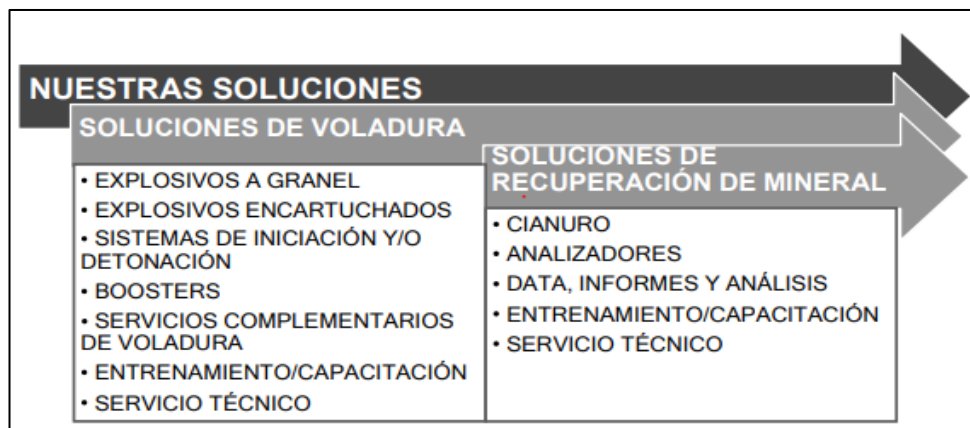 NUESTRAS SOLUCIONES
SOLUCIONES DE VOLADURA
• EXPLOSIVOS A GRANEL
• EXPLOSIVOS ENCARTUCHADOS
• SISTEMAS DE INICIACIÓN Y/O
DETONACIÓN
• BOOSTERS
• SERVICIOS COMPLEMENTARIOS
DE VOLADURA
• ENTRENAMIENTO/CAPACITACIÓN
• SERVICIO TÉCNICO
SOLUCIONES DE
RECUPERACIÓN DE MINERAL
• CIANURO
• ANALIZADORES
• DATA, INFORMES Y ANÁLISIS
• ENTRENAMIENTO/CAPACITACIÓN
• SERVICIO TÉCNICO